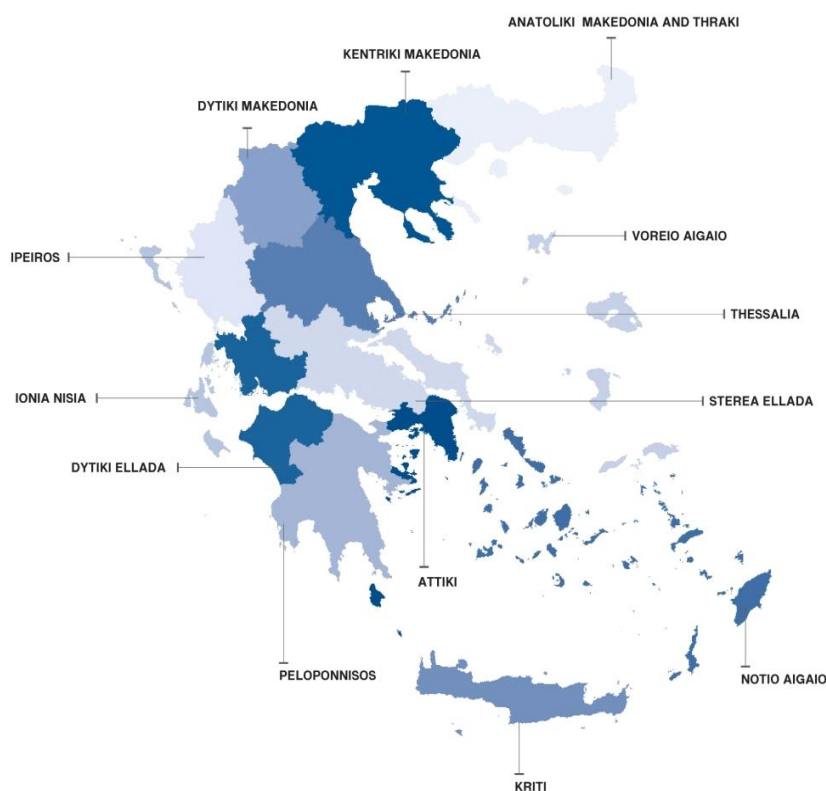 ANATOLIKI MAKEDONIA AND THRAKI
KENTRIKI MAKEDONIA
DYTIKI MAKEDONIA
VOREIO AIGAIO
IPEIROS
THESSALIA
IONIA NISIA
STEREA ELLADA
DYTIKI ELLADA
ATTIKI
PELOPONNISOS
NOTIO AIGAIO
KRITI